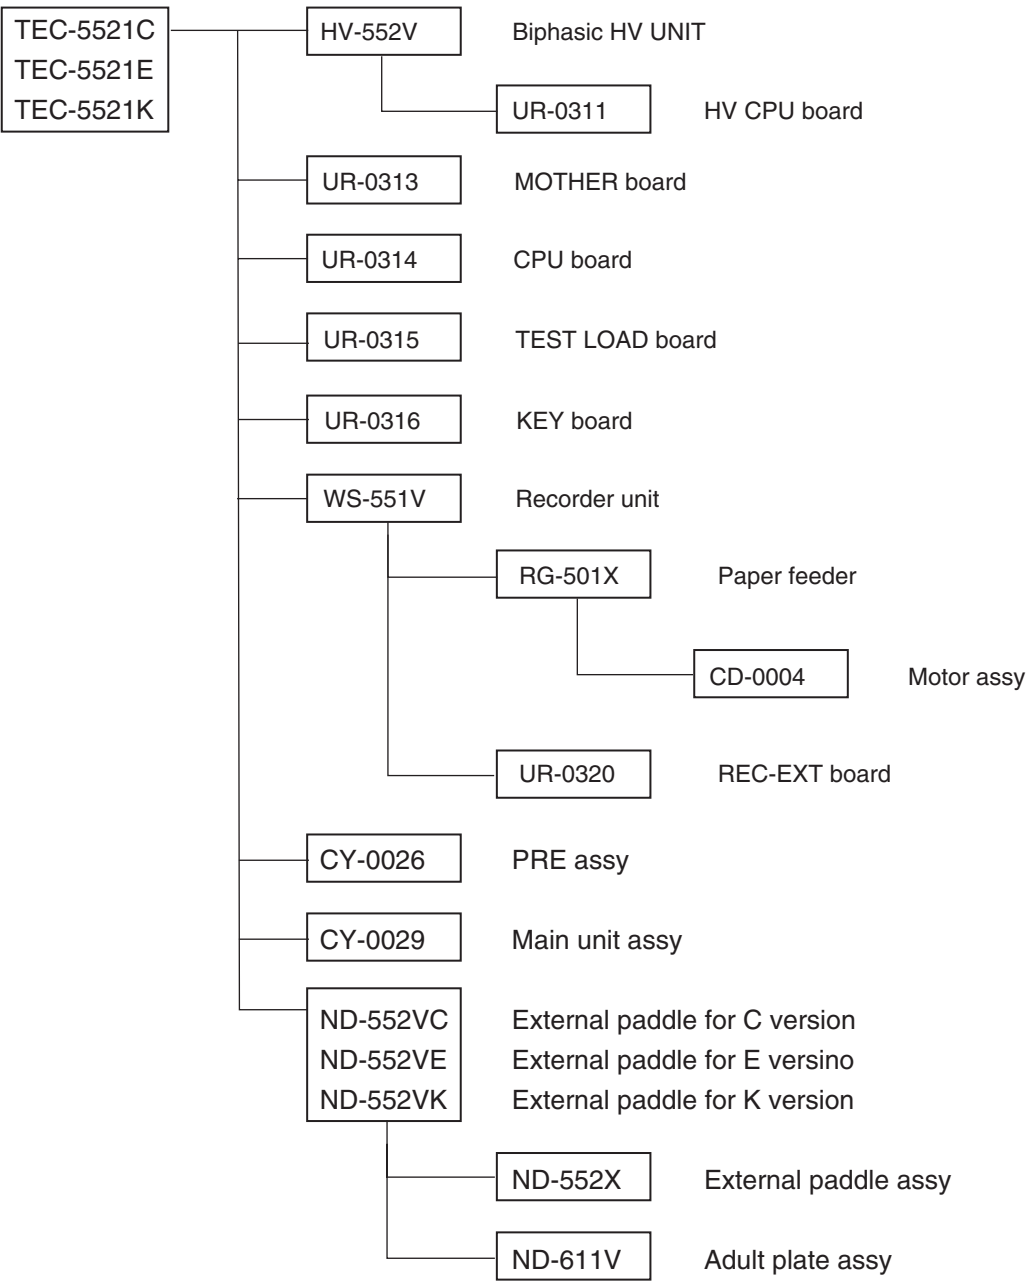 TEC-5521C
TEC-5521E
TEC-5521K
HV-552V Biphasic HV UNIT
UR-0311 HV CPU board
UR-0313 MOTHER board
UR-0314 CPU board
UR-0315 TEST LOAD board
UR-0316 KEY board
WS-551V Recorder unit
RG-501X Paper feeder
CD-0004 Motor assy
UR-0320 REC-EXT board
CY-0026 PRE assy
CY-0029 Main unit assy
ND-552VC External paddle for C version
ND-552VE External paddle for E versino
ND-552VK External paddle for K version
ND-552X External paddle assy
ND-611V Adult plate assy